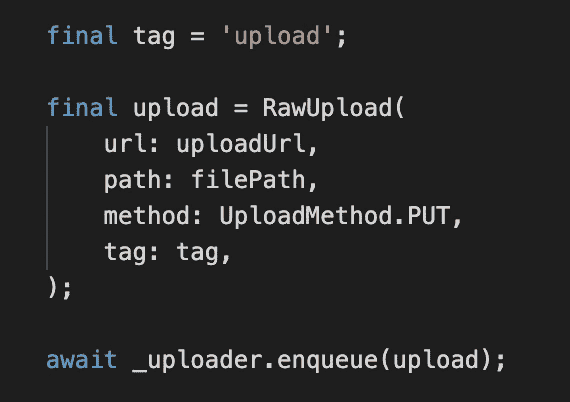 final tag = 'upload';
final upload = RawUpload(
url: uploadUrl,
path: filePath,
method: UploadMethod.PUT,
tag: tag,
);
await _uploader.enqueue(upload);